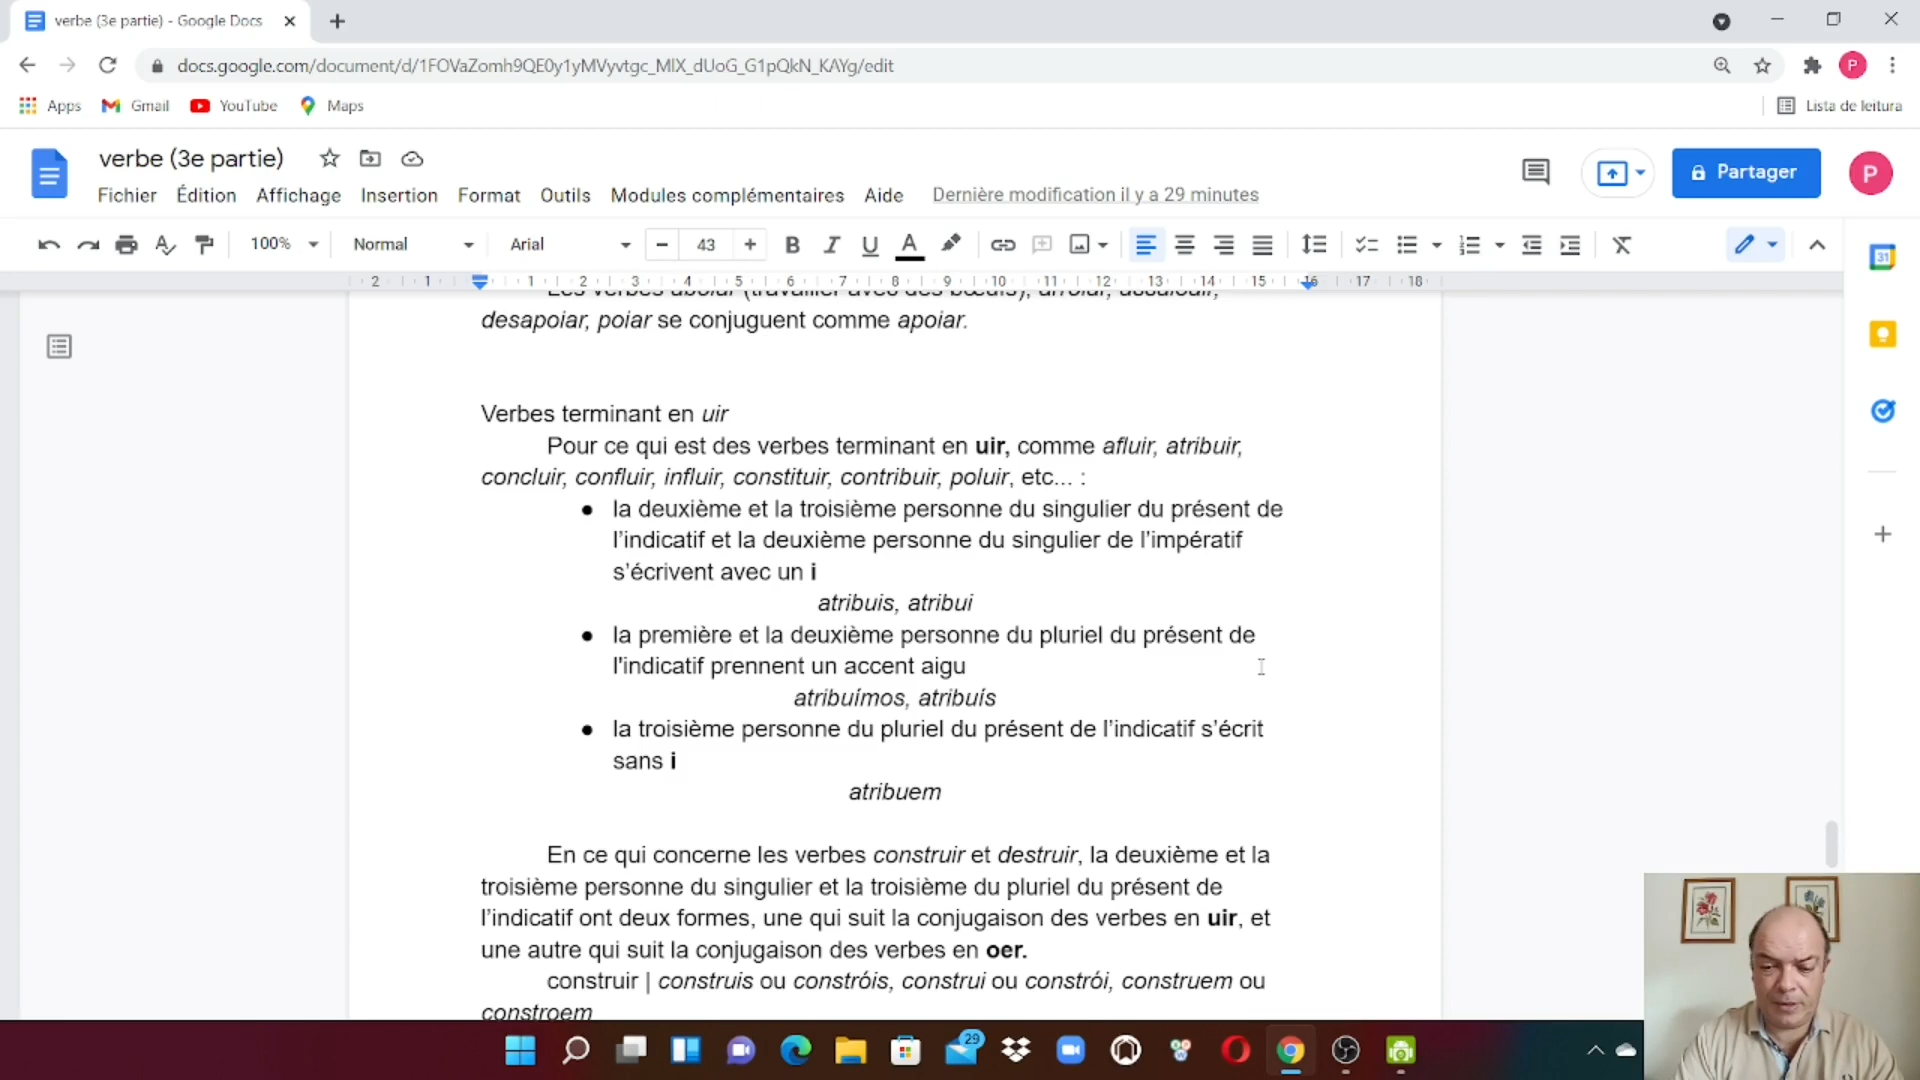 verbe (3e partie) - Google Docs
docs.google.com/document/d/1FOVaZomh9QE0y1yMVyvtgc_MIX_dUoG_G1pQkN_KAYg/edit
Apps Gmail YouTube Maps Lista de leitura
verbe (3e partie)
Partager P
Fichier Édition Affichage Insertion Format Outils Modules complémentaires Aide Dernière modification il y a 29 minutes
100% Normal Arial 43
2 1 1 2 3 4 5 6 7 8 9 10 11 12 13 14 15 16 17 18
Les verbes aboiar (travailler avec des bœufs), arroiar,
desapoiar, poiar se conjuguent comme apoiar.
Verbes terminant en uir
Pour ce qui est des verbes terminant en uir, comme afluir, atribuir,
concluir, confluir, influir, constituir, contribuir, poluir, etc... :
● la deuxième et la troisième personne du singulier du présent de
l’indicatif et la deuxième personne du singulier de l’impératif
s’écrivent avec un i
atribuis, atribui
● la première et la deuxième personne du pluriel du présent de
l'indicatif prennent un accent aigu
atribuímos, atribuís
● la troisième personne du pluriel du présent de l’indicatif s’écrit
sans i
atribuem
En ce qui concerne les verbes construir et destruir, la deuxième et la
troisième personne du singulier et la troisième du pluriel du présent de
l’indicatif ont deux formes, une qui suit la conjugaison des verbes en uir, et
une autre qui suit la conjugaison des verbes en oer.
construir | construis ou constróis, construi ou constrói, construem ou
constroem
29